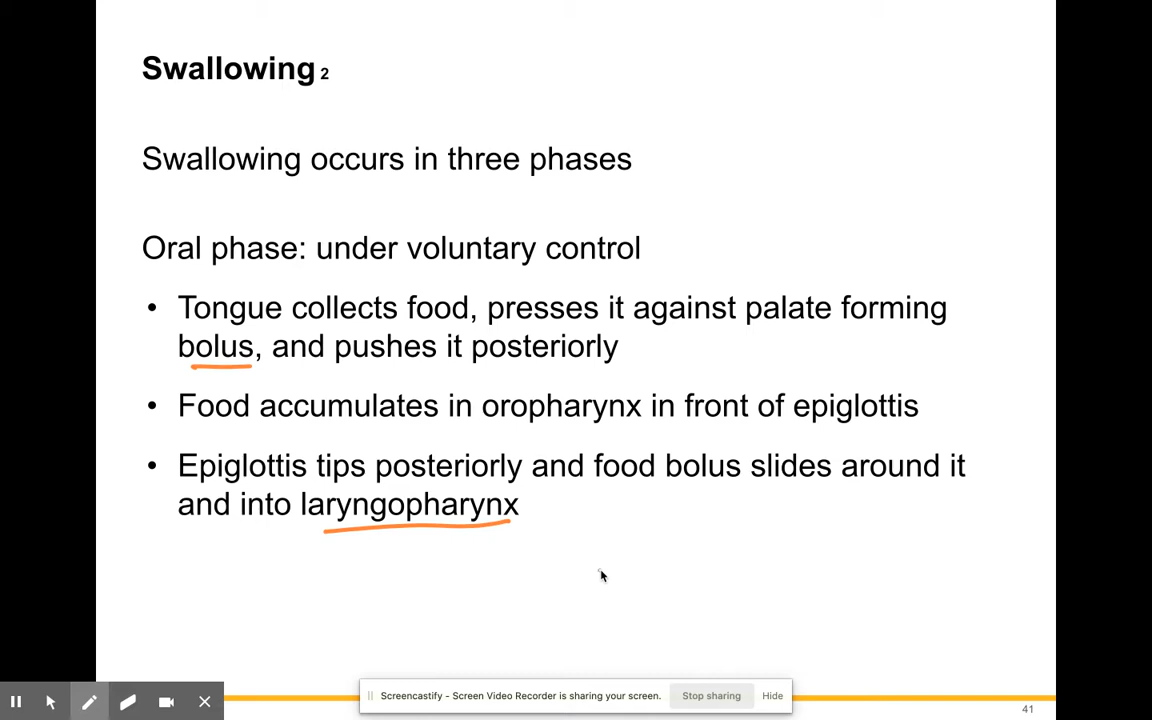 Swallowing 2
Swallowing occurs in three phases
Oral phase: under voluntary control
• Tongue collects food, presses it against palate forming
bolus, and pushes it posteriorly
• Food accumulates in oropharynx in front of epiglottis
• Epiglottis tips posteriorly and food bolus slides around it
and into laryngopharynx
Screencastify - Screen Video Recorder is sharing your screen. Stop sharing Hide
41